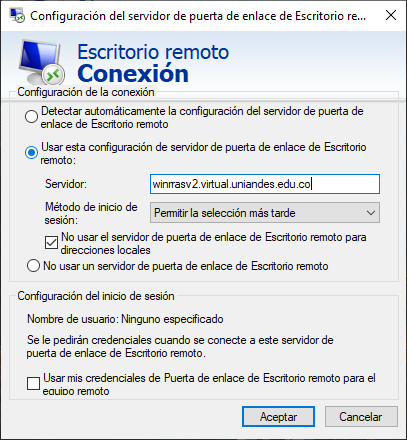 Configuración del servidor de puerta de enlace de Escritorio re...
Escritorio remoto
Conexión
Configuración de la conexión
Detectar automáticamente la configuración del servidor de puerta de
enlace de Escritorio remoto
Usar esta configuración de servidor de puerta de enlace de Escritorio
remoto:
Servidor: winrrasv2.virtual.uniandes.edu.co
Método de inicio de
sesión: Permitir la selección más tarde
No usar el servidor de puerta de enlace de Escritorio remoto para
direcciones locales
No usar un servidor de puerta de enlace de Escritorio remoto
Configuración del inicio de sesión
Nombre de usuario: Ninguno especificado
Se le pedirán credenciales cuando se conecte a este servidor de
puerta de enlace de Escritorio remoto.
Usar mis credenciales de Puerta de enlace de Escritorio remoto para el
equipo remoto
Aceptar Cancelar